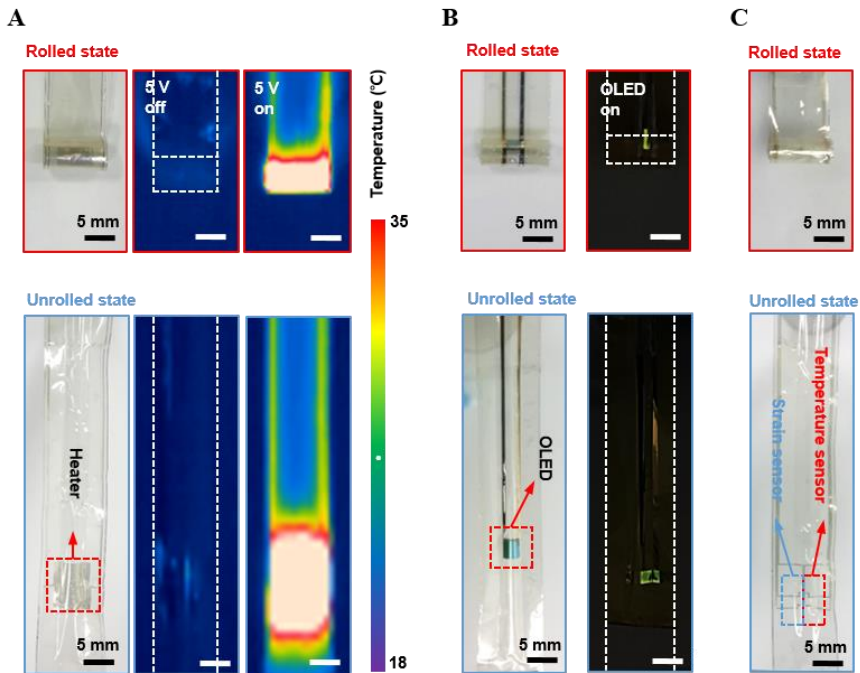 A
B
C
Rolled state
Rolled state
Rolled state
5 V
off
5 V
on
OLED
on
5 mm
5 mm
5 mm
Temperature (℃)
35
18
Unrolled state
Unrolled state
Unrolled state
Heater
OLED
Strain sensor
Temperature sensor
5 mm
5 mm
5 mm